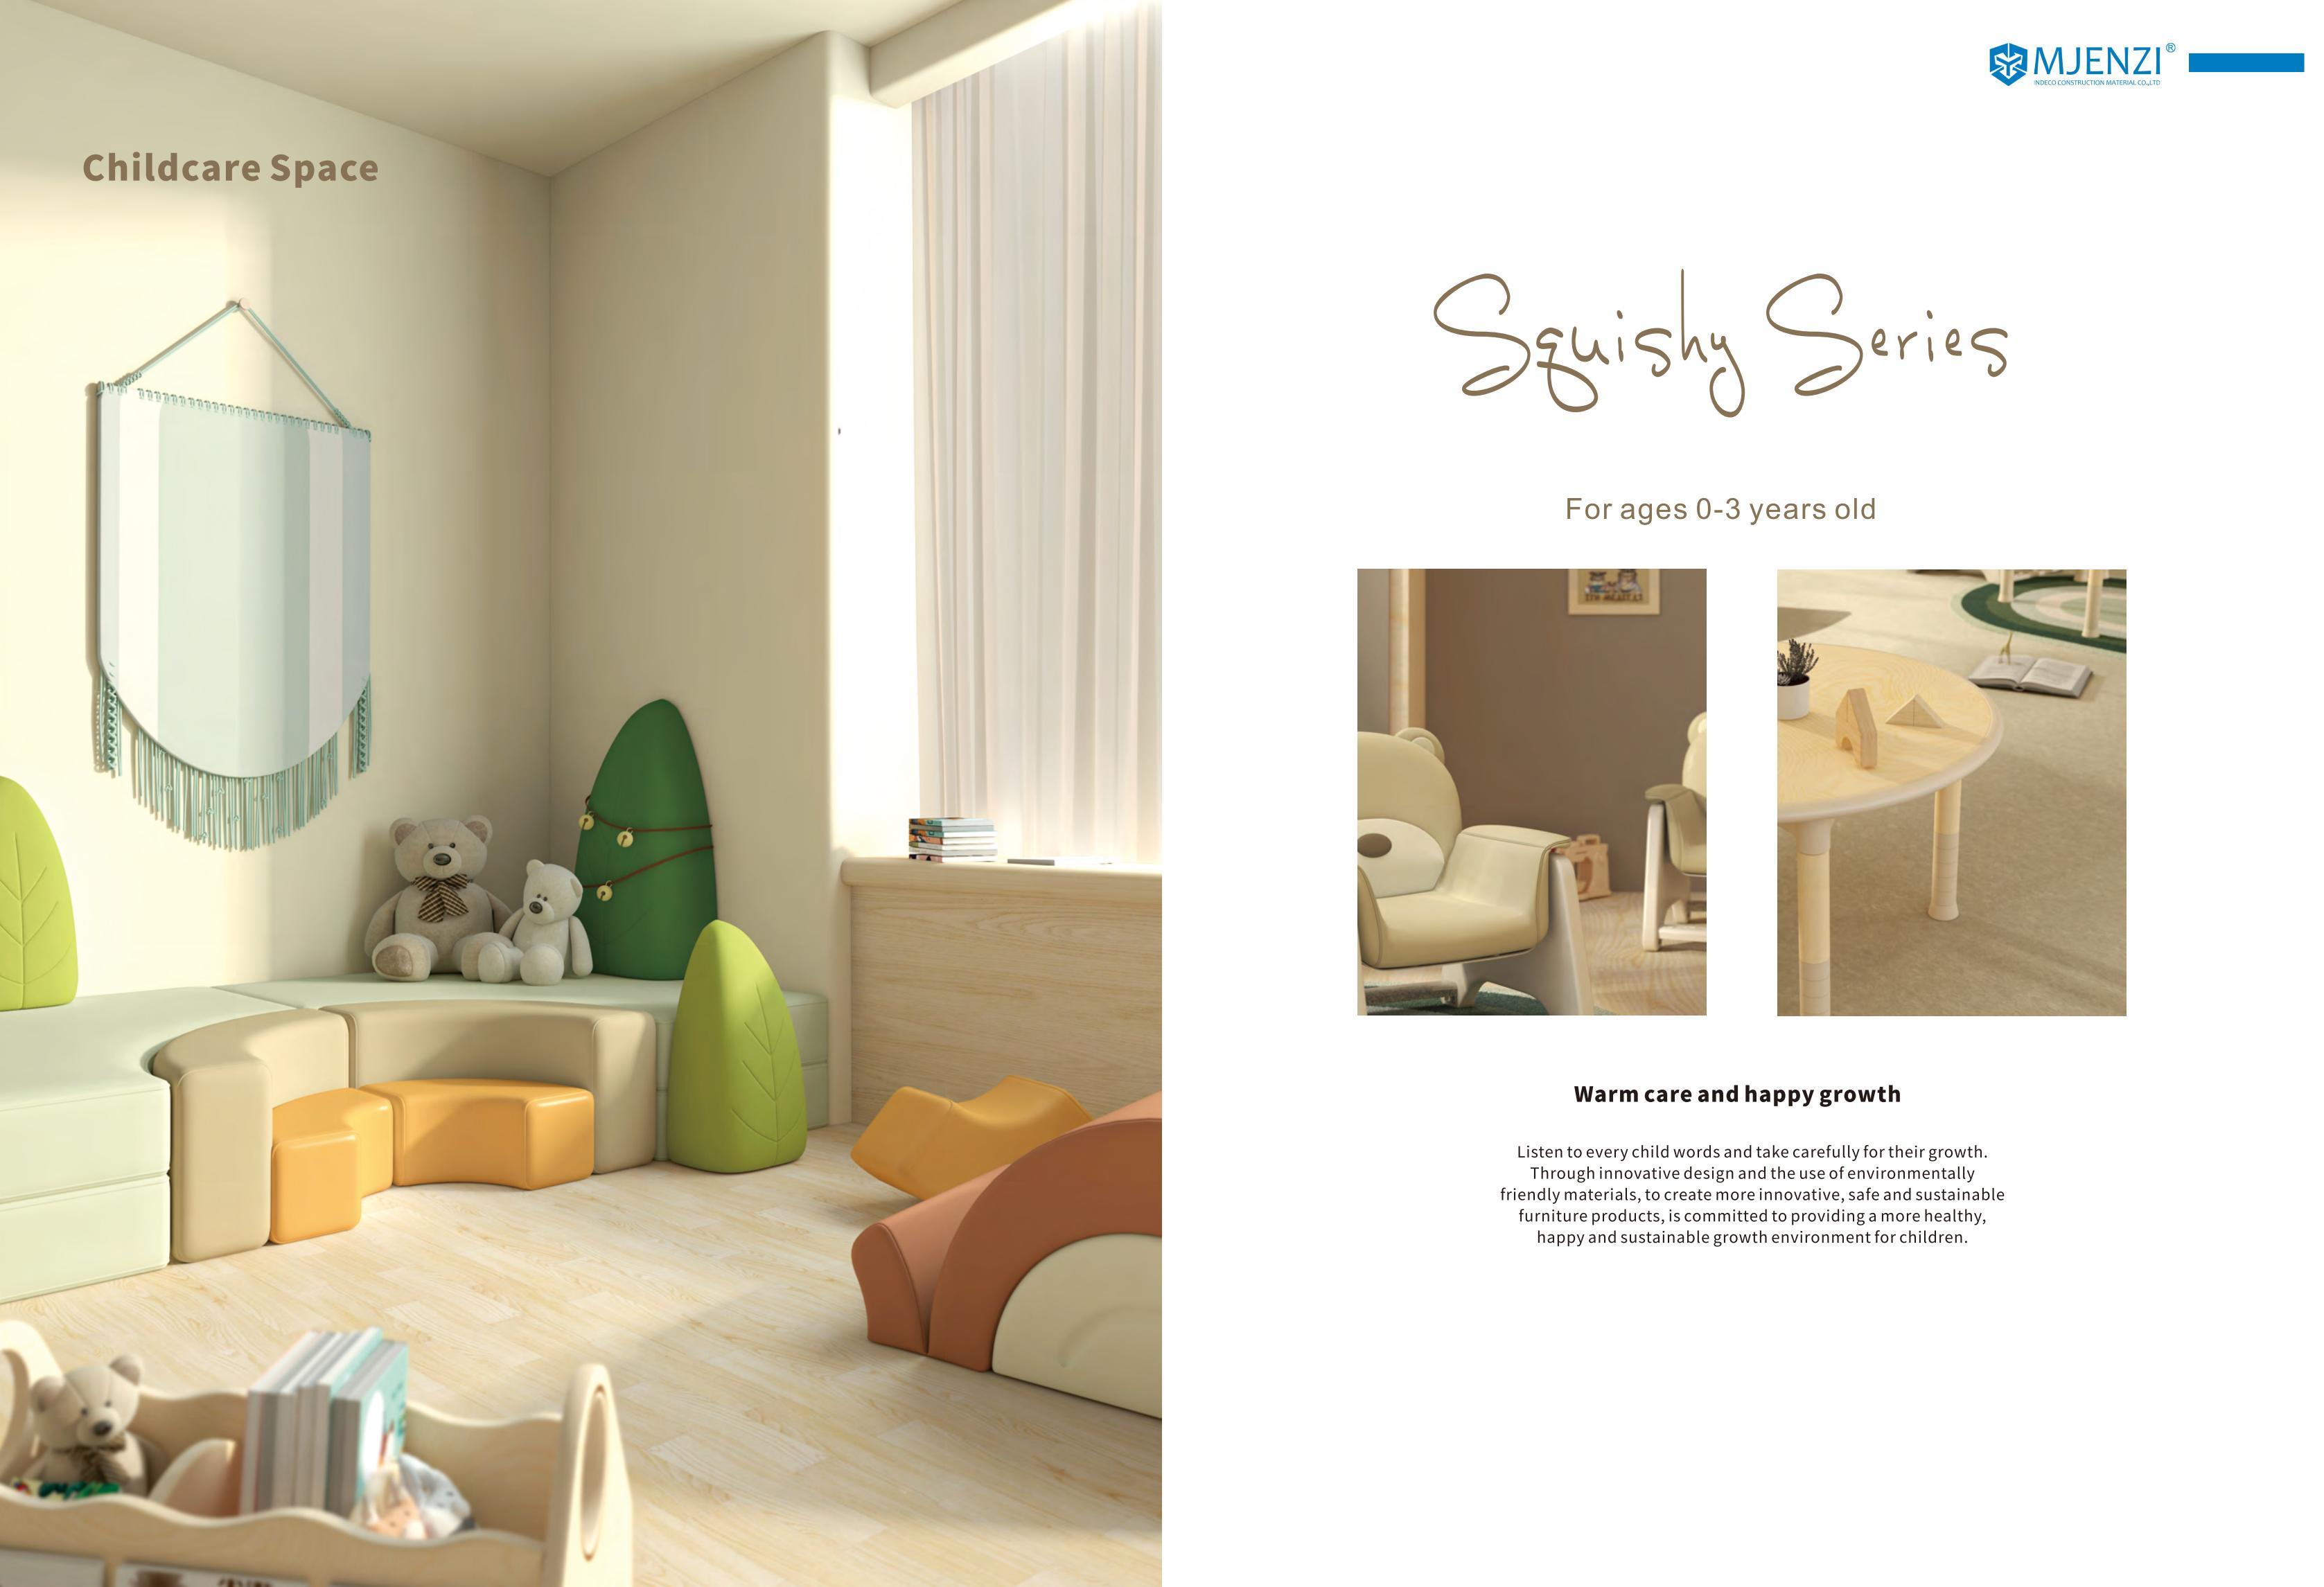 Childcare Space
MJENZI®
INDECO CONSTRUCTION MATERIAL CO.,LTD
Squishy Series
For ages 0-3 years old
Warm care and happy growth
Listen to every child words and take carefully for their growth.
Through innovative design and the use of environmentally
friendly materials, to create more innovative, safe and sustainable
furniture products, is committed to providing a more healthy,
happy and sustainable growth environment for children.